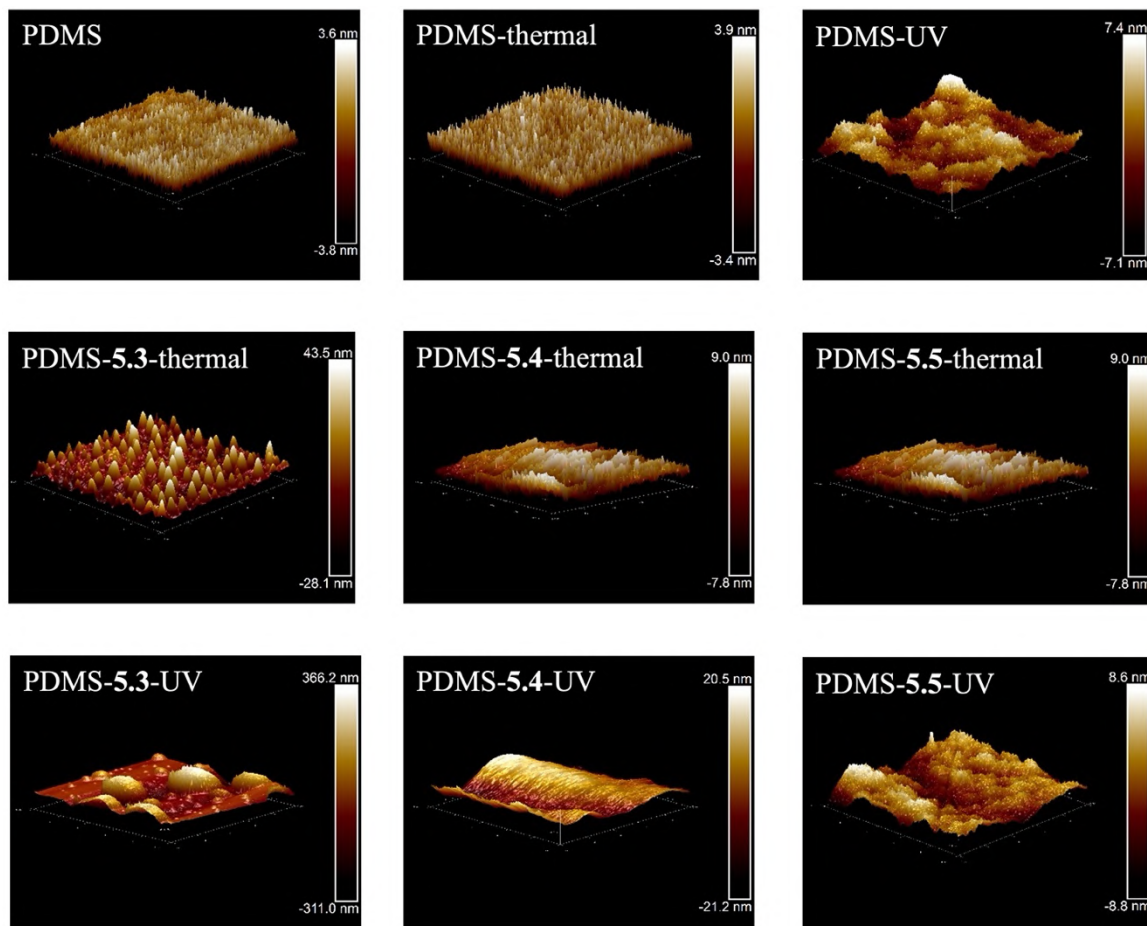 PDMS
3.6 nm
-3.8 nm
PDMS-thermal
3.9 nm
-3.4 nm
PDMS-UV
7.4 nm
-7.1 nm
PDMS-5.3-thermal
43.5 nm
-28.1 nm
PDMS-5.4-thermal
9.0 nm
-7.8 nm
PDMS-5.5-thermal
9.0 nm
-7.8 nm
PDMS-5.3-UV
366.2 nm
-311.0 nm
PDMS-5.4-UV
20.5 nm
-21.2 nm
PDMS-5.5-UV
8.6 nm
-8.8 nm